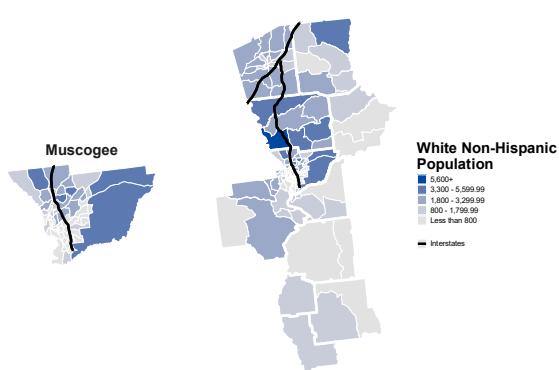 Muscogee
White Non-Hispanic
Population
5,600+
3,300 - 5,599.99
1,800 - 3,299.99
800 - 1,799.99
Less than 800
Interstates